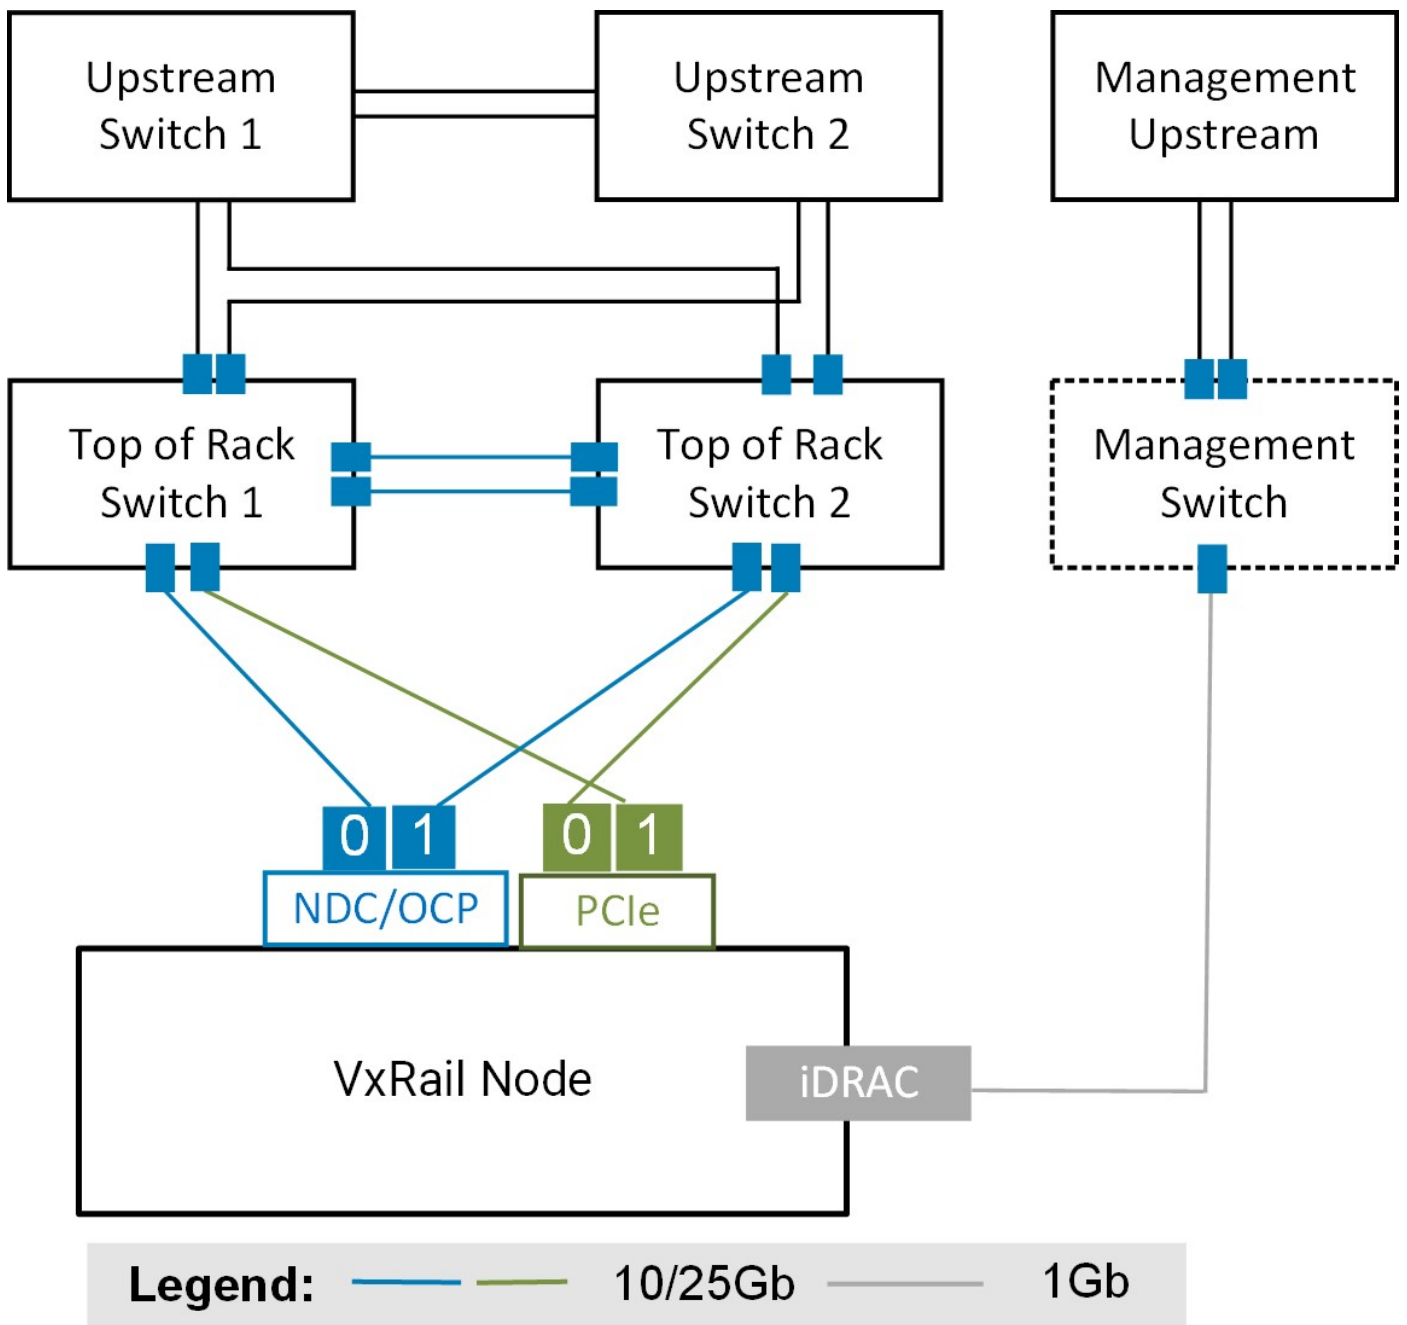 Upstream
Switch 1
Upstream
Switch 2
Management
Upstream
Top of Rack
Switch 1
Top of Rack
Switch 2
Management
Switch
0 1
0 1
NDC/OCP
PCIe
VxRail Node
iDRAC
Legend: 10/25Gb 1Gb